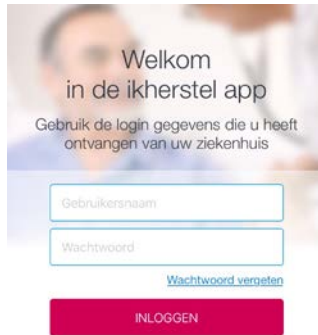 Welkom
in de ikherstel app
Gebruik de login gegevens die u heeft
ontvangen van uw ziekenhuis
Gebruikersnaam
Wachtwoord
Wachtwoord vergeten
INLOGGEN